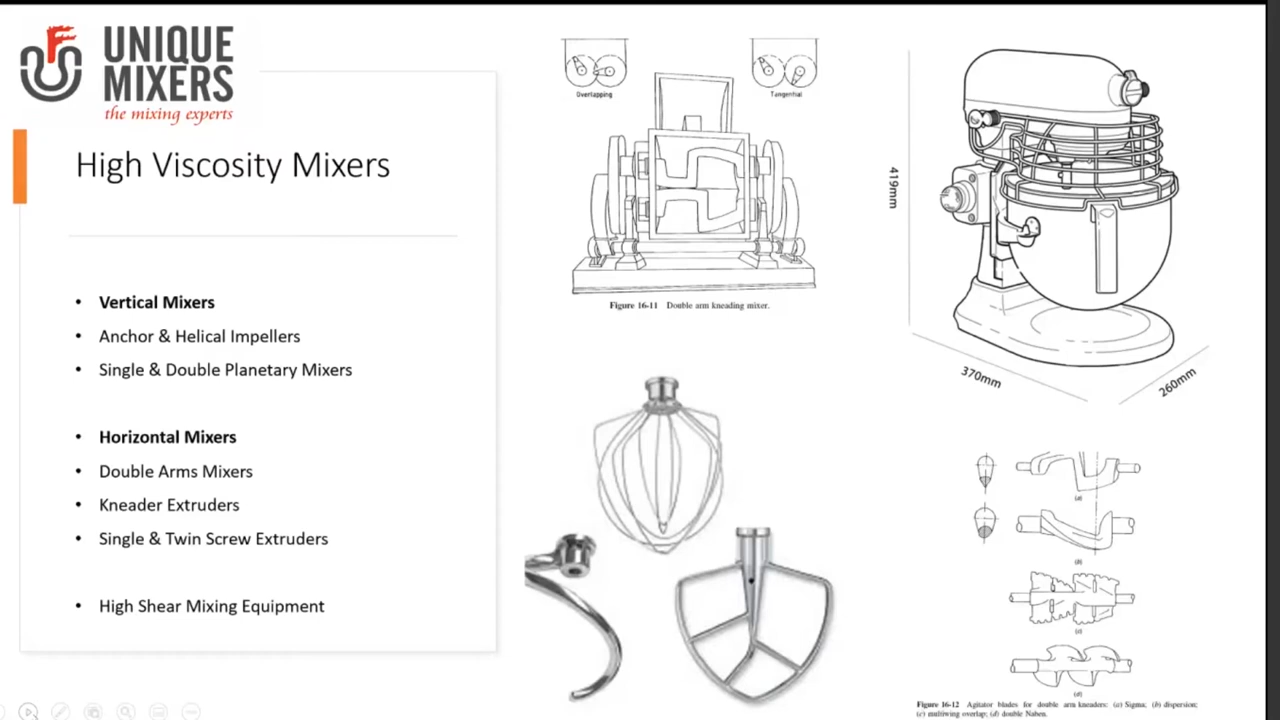 UNIQUE
MIXERS
the mixing experts
High Viscosity Mixers
• Vertical Mixers
• Anchor & Helical Impellers
• Single & Double Planetary Mixers
• Horizontal Mixers
• Double Arms Mixers
• Kneader Extruders
• Single & Twin Screw Extruders
• High Shear Mixing Equipment
Overlapping
Tangential
Figure 16-11 Double arm kneading mixer.
419mm
370mm
260mm
(a)
(b)
(c)
(d)
Figure 16-12 Agitator blades for double arm kneaders: (a) Sigma; (b) dispersion;
(c) multiwing overlap; (d) double Naben.